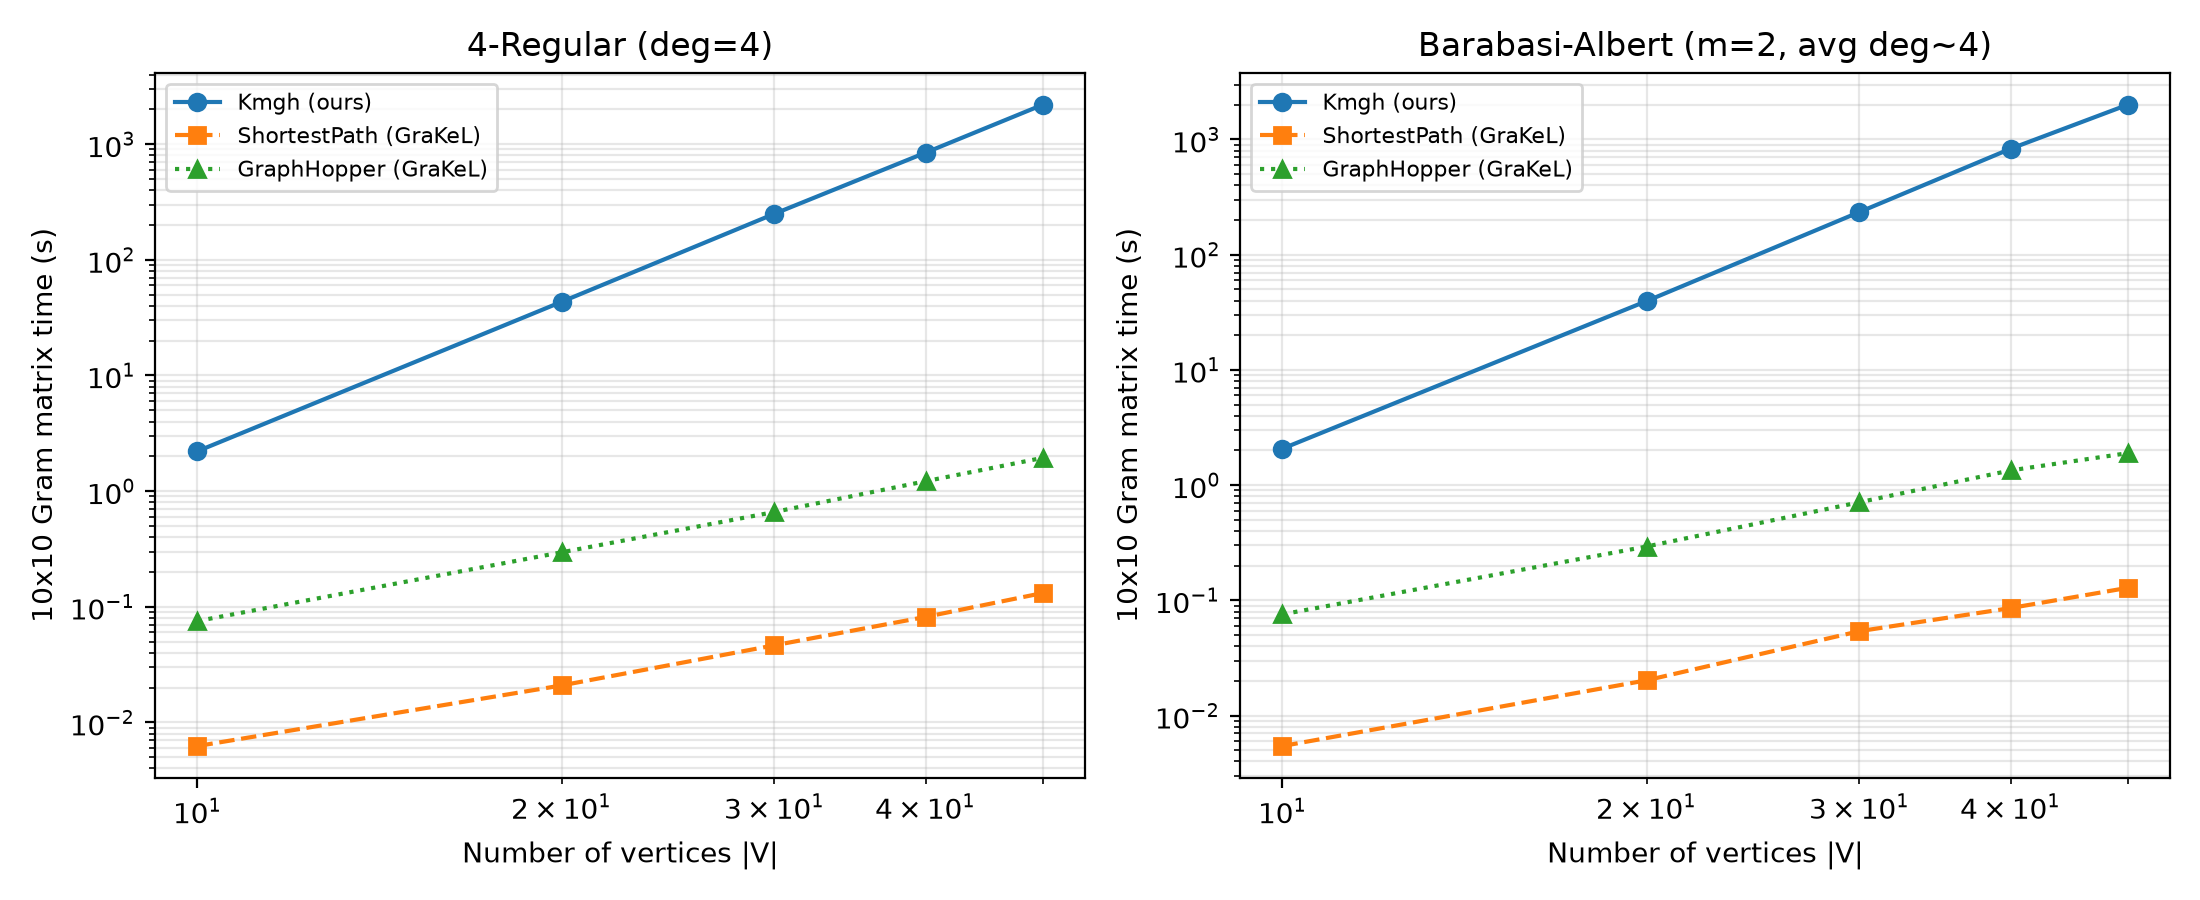 4-Regular (deg=4)
Kmgh (ours)
ShortestPath (GraKeL)
GraphHopper (GraKeL)
10x10 Gram matrix time (s)
10³
10²
10¹
10⁰
10⁻¹
10⁻²
10¹
2 × 10¹
3 × 10¹
4 × 10¹
Number of vertices |V|
Barabasi-Albert (m=2, avg deg~4)
Kmgh (ours)
ShortestPath (GraKeL)
GraphHopper (GraKeL)
10x10 Gram matrix time (s)
10³
10²
10¹
10⁰
10⁻¹
10⁻²
10¹
2 × 10¹
3 × 10¹
4 × 10¹
Number of vertices |V|